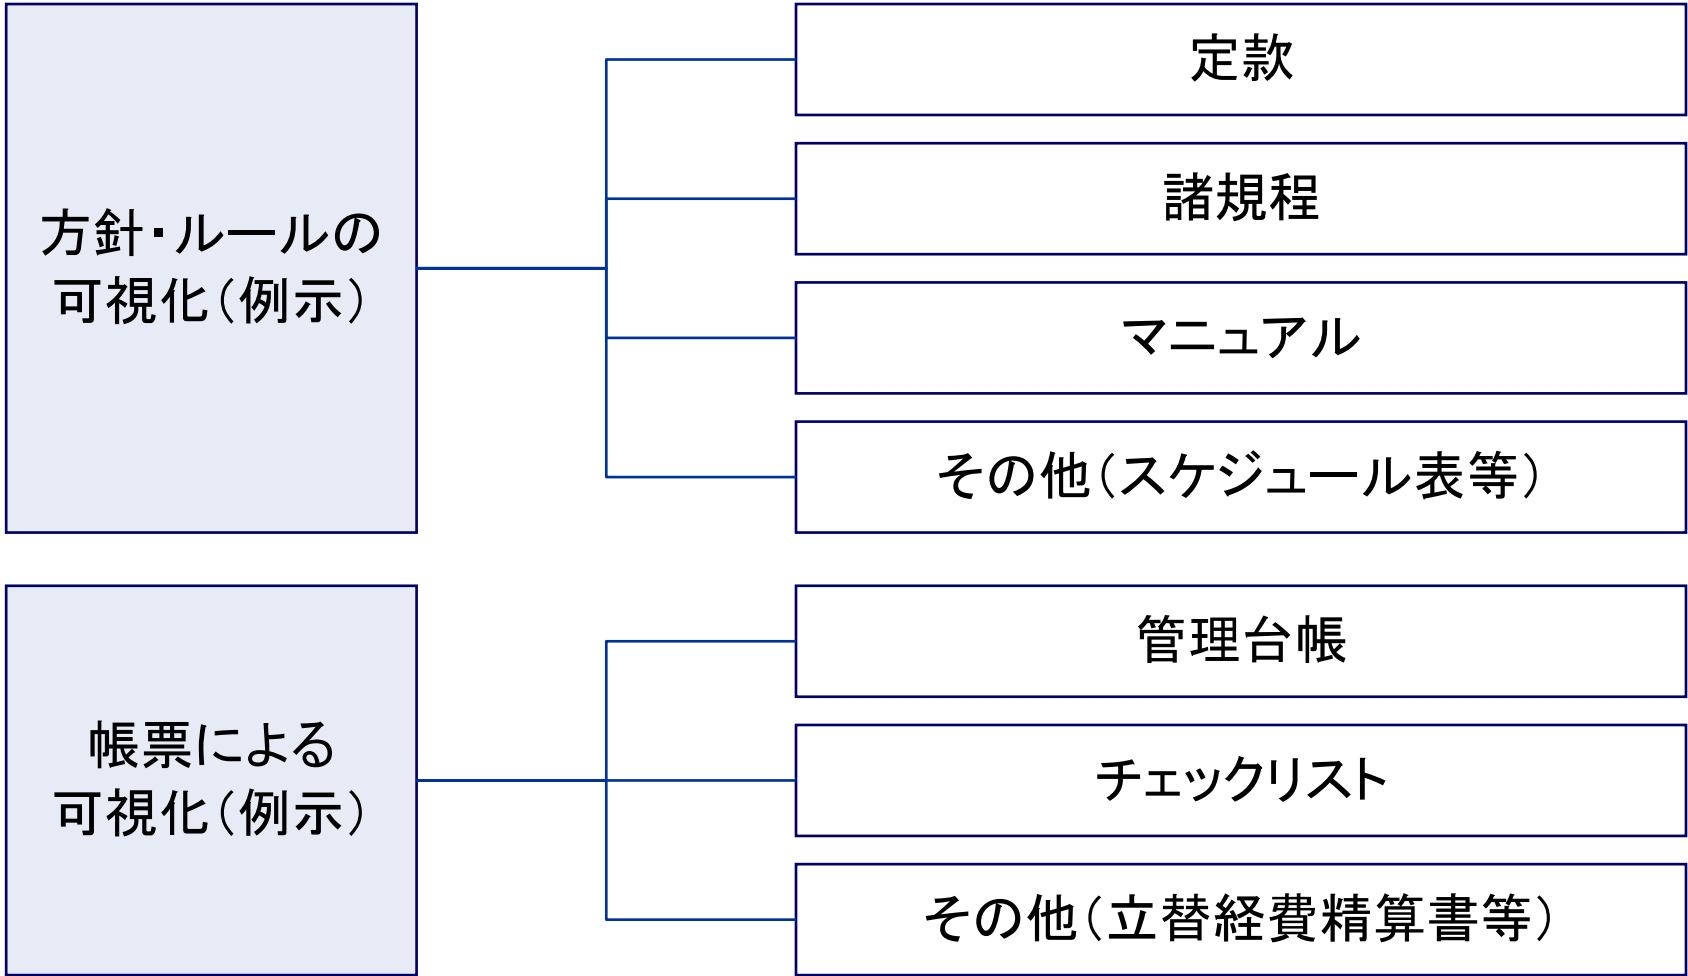 方針・ルールの
可視化（例示）
定款
諸規程
マニュアル
その他（スケジュール表等）
帳票による
可視化（例示）
管理台帳
チェックリスト
その他（立替経費精算書等）